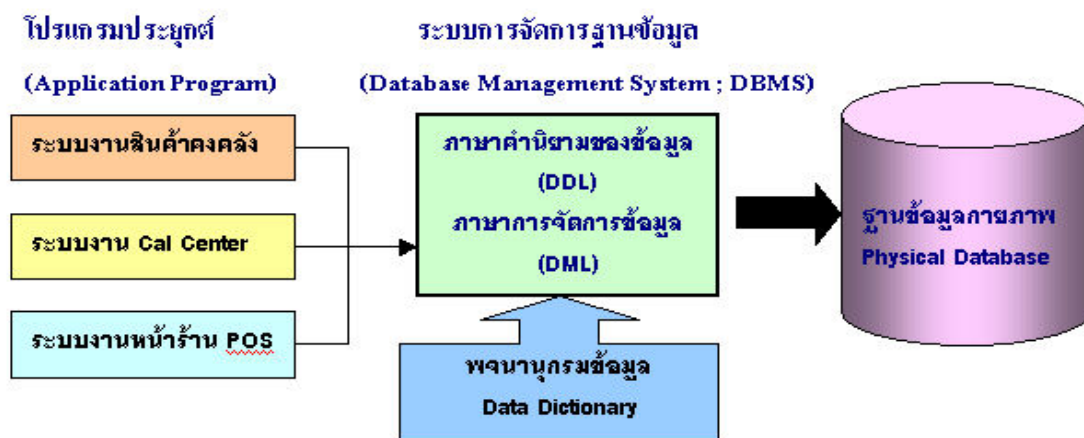 โปรแกรมประยุกต์
(Application Program)
ระบบการจัดการฐานข้อมูล
(Database Management System ; DBMS)
ระบบงานสินค้าคงคลัง
ระบบงาน Cal Center
ระบบงานหน้าร้าน POS
ภาษาคำนิยามของข้อมูล
(DDL)
ภาษาการจัดการข้อมูล
(DML)
พจนานุกรมข้อมูล
Data Dictionary
ฐานข้อมูลกายภาพ
Physical Database